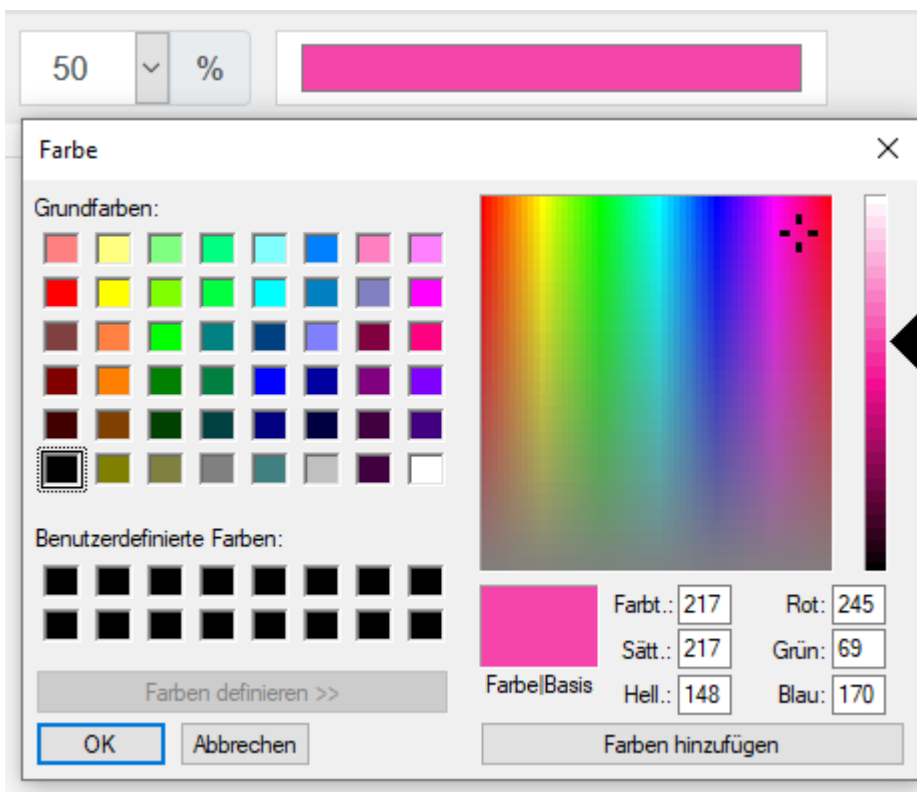 50 %
Farbe
Grundfarben:
Benutzerdefinierte Farben:
Farben definieren >>
OK Abbrechen
Farbe|Basis
Farbt.: 217 Rot: 245
Sätt.: 217 Grün: 69
Hell.: 148 Blau: 170
Farben hinzufügen